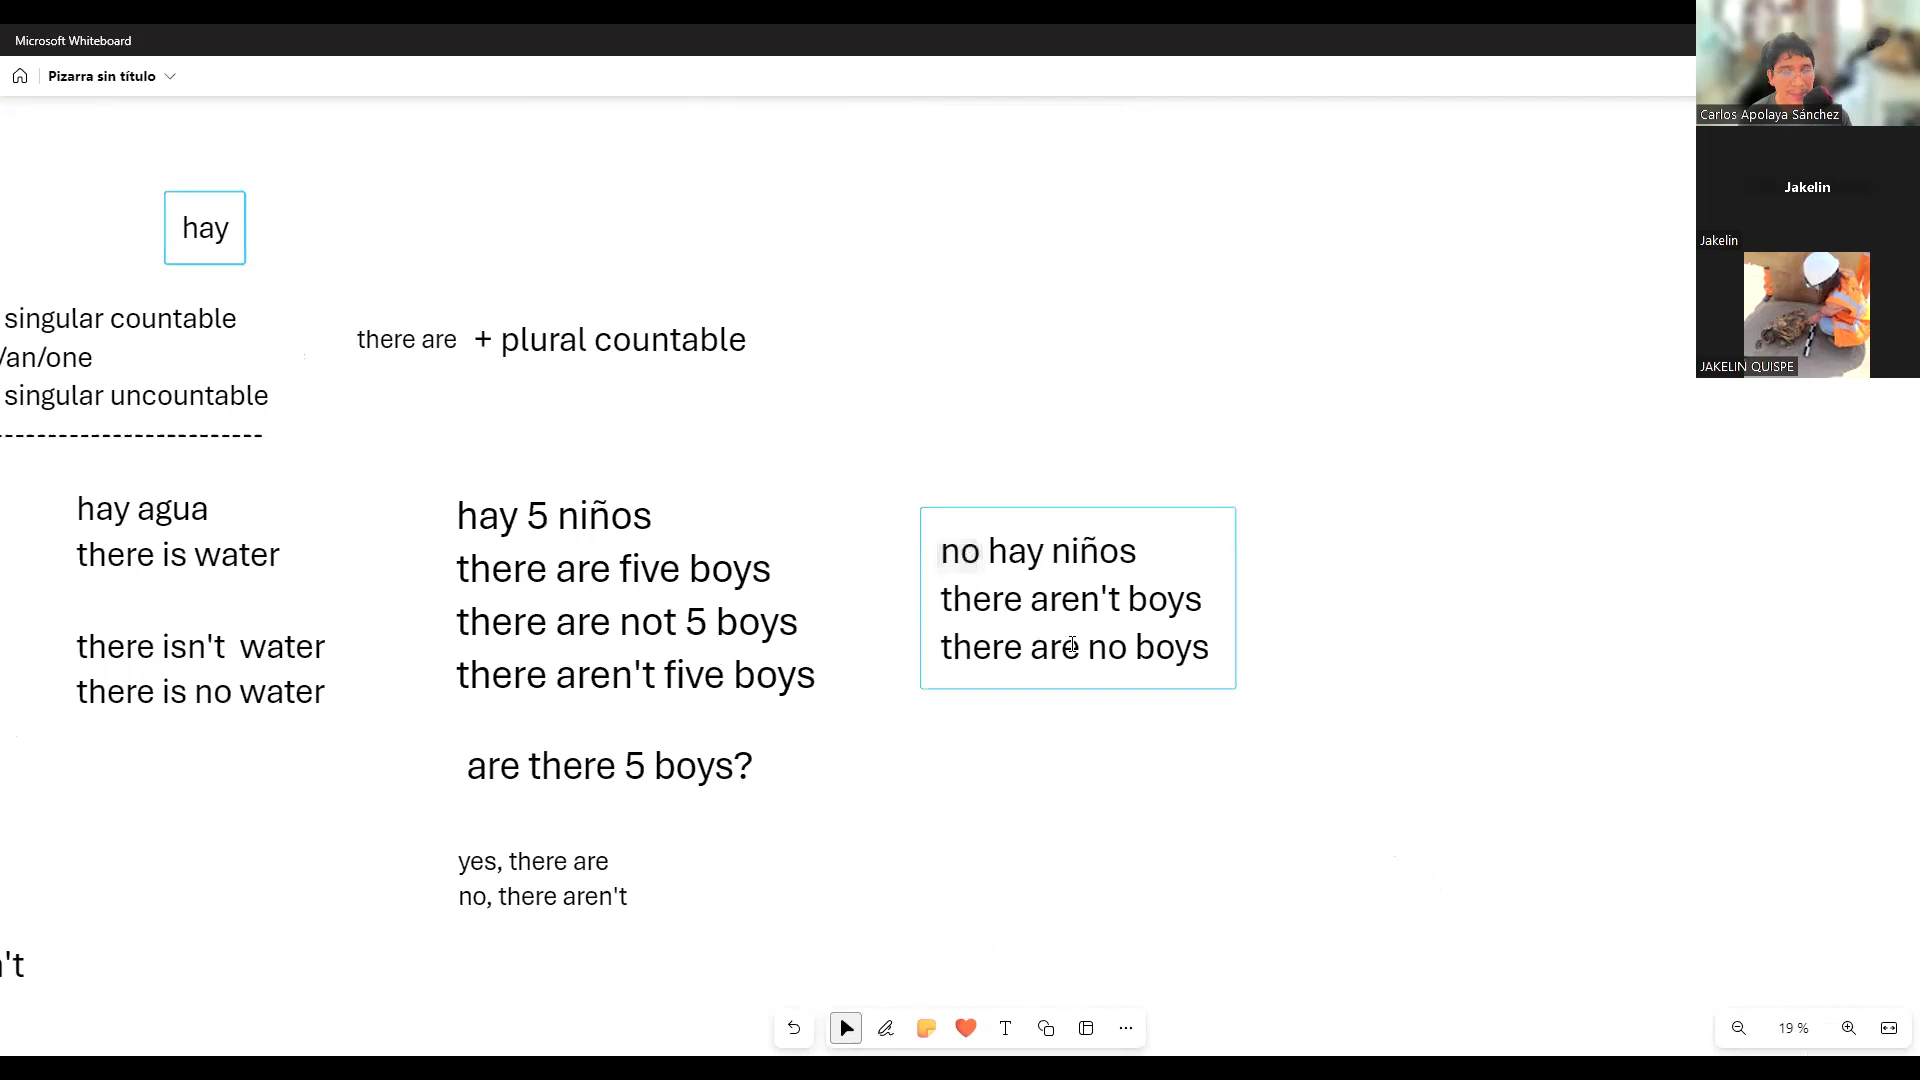 Microsoft Whiteboard
Pizarra sin título
hay
singular countable
/an/one
singular uncountable
--------------------------
there are + plural countable
hay agua
there is water
there isn't  water
there is no water
hay 5 niños
there are five boys
there are not 5 boys
there aren't five boys
are there 5 boys?
yes, there are
no, there aren't
no hay niños
there aren't boys
there are no boys
't
Carlos Apolaya Sánchez
Jakelin
Jakelin
JAKELIN QUISPE
19 %